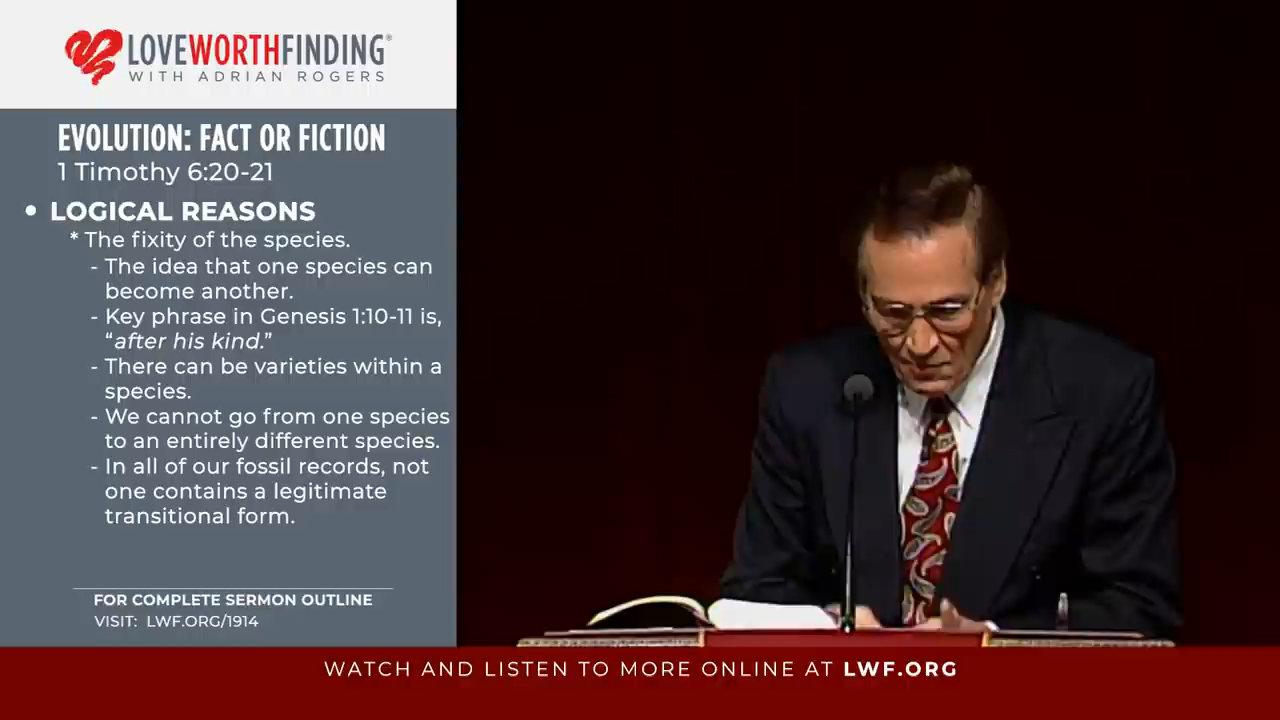 LOVEWORTHFINDING®
WITH ADRIAN ROGERS
EVOLUTION: FACT OR FICTION
1 Timothy 6:20-21
• LOGICAL REASONS
* The fixity of the species.
- The idea that one species can
become another.
- Key phrase in Genesis 1:10-11 is,
“after his kind.”
- There can be varieties within a
species.
- We cannot go from one species
to an entirely different species.
- In all of our fossil records, not
one contains a legitimate
transitional form.
FOR COMPLETE SERMON OUTLINE
VISIT: LWF.ORG/1914
WATCH AND LISTEN TO MORE ONLINE AT LWF.ORG